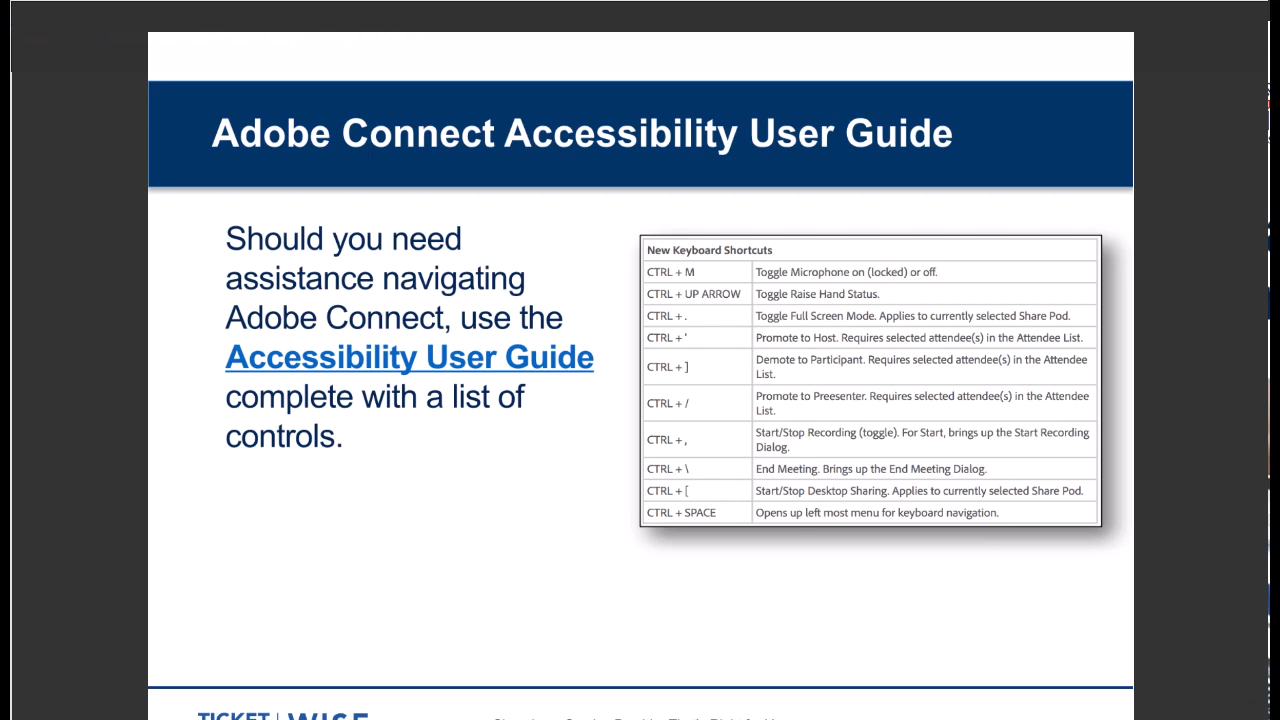 Adobe Connect Accessibility User Guide
Should you need
assistance navigating
Adobe Connect, use the
Accessibility User Guide
complete with a list of
controls.
New Keyboard Shortcuts
CTRL + M Toggle Microphone on (locked) or off.
CTRL + UP ARROW Toggle Raise Hand Status.
CTRL + . Toggle Full Screen Mode. Applies to currently selected Share Pod.
CTRL + ' Promote to Host. Requires selected attendee(s) in the Attendee List.
CTRL + ] Demote to Participant. Requires selected attendee(s) in the Attendee
List.
CTRL + / Promote to Preesenter. Requires selected attendee(s) in the Attendee
List.
CTRL + , Start/Stop Recording (toggle). For Start, brings up the Start Recording
Dialog.
CTRL + \ End Meeting. Brings up the End Meeting Dialog.
CTRL + [ Start/Stop Desktop Sharing. Applies to currently selected Share Pod.
CTRL + SPACE Opens up left most menu for keyboard navigation.
TICKET | WISE